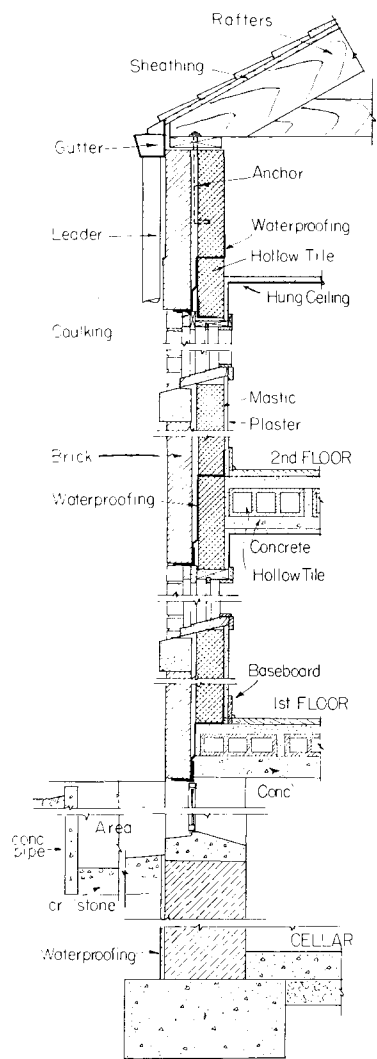 Rafters
Sheathing
Gutter
Anchor
Waterproofing
Leader
Hollow Tile
Hung Ceiling
Caulking
Mastic
Plaster
2nd FLOOR
Brick
Waterproofing
Concrete
Hollow Tile
Baseboard
1st FLOOR
Conc'
Area
conc
pipe
cr stone
CELLAR
Waterproofing